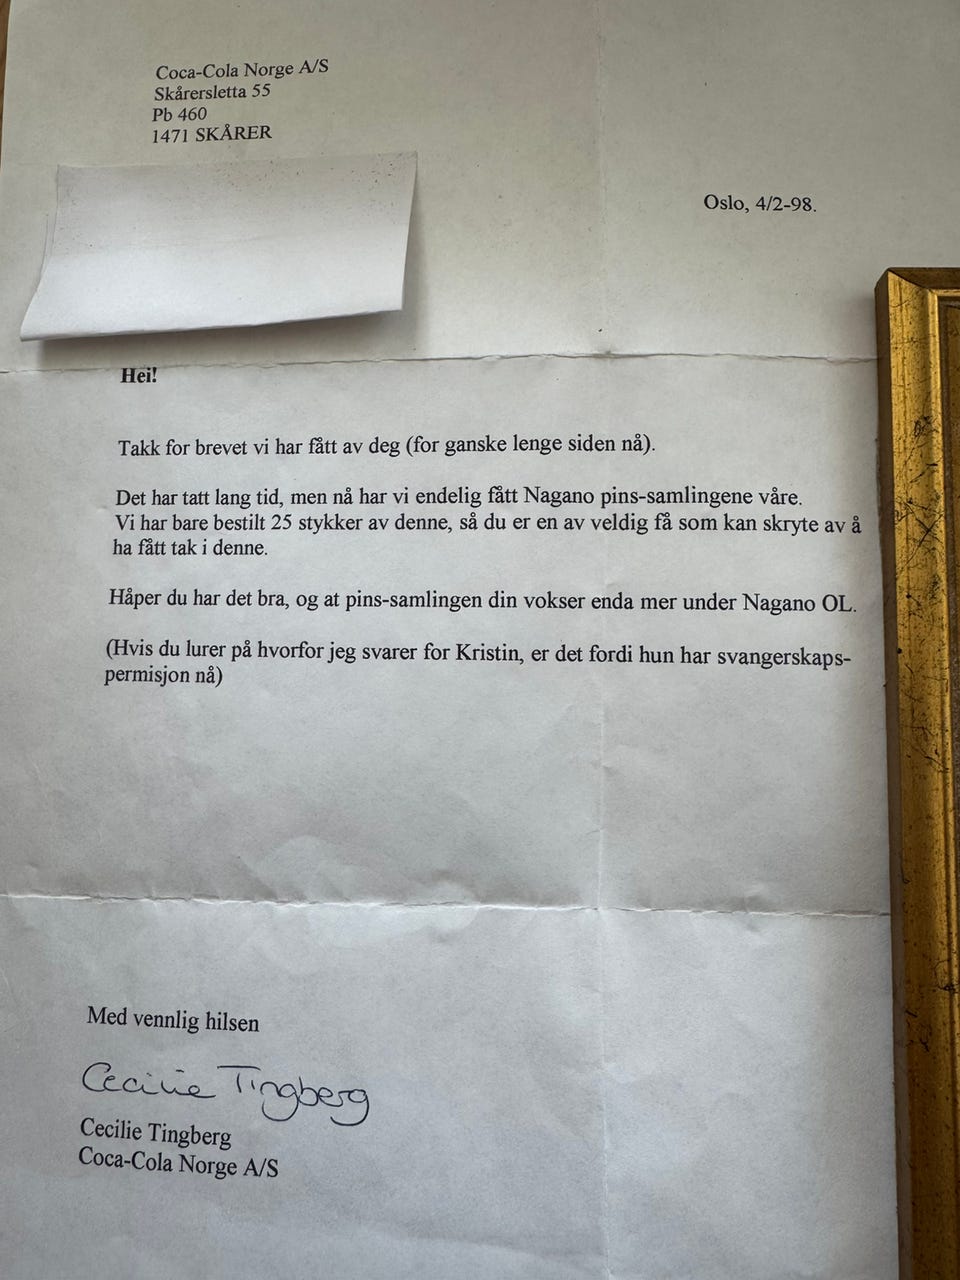 Coca-Cola Norge A/S
Skårersletta 55
Pb 460
1471 SKÅRER
Oslo, 4/2-98.
Hei!
Takk for brevet vi har fått av deg (for ganske lenge siden nå).
Det har tatt lang tid, men nå har vi endelig fått Nagano pins-samlingene våre.
Vi har bare bestilt 25 stykker av denne, så du er en av veldig få som kan skryte av å
ha fått tak i denne.
Håper du har det bra, og at pins-samlingen din vokser enda mer under Nagano OL.
(Hvis du lurer på hvorfor jeg svarer for Kristin, er det fordi hun har svangerskaps-
permisjon nå)
Med vennlig hilsen
Cecilie Tingberg
Cecilie Tingberg
Coca-Cola Norge A/S